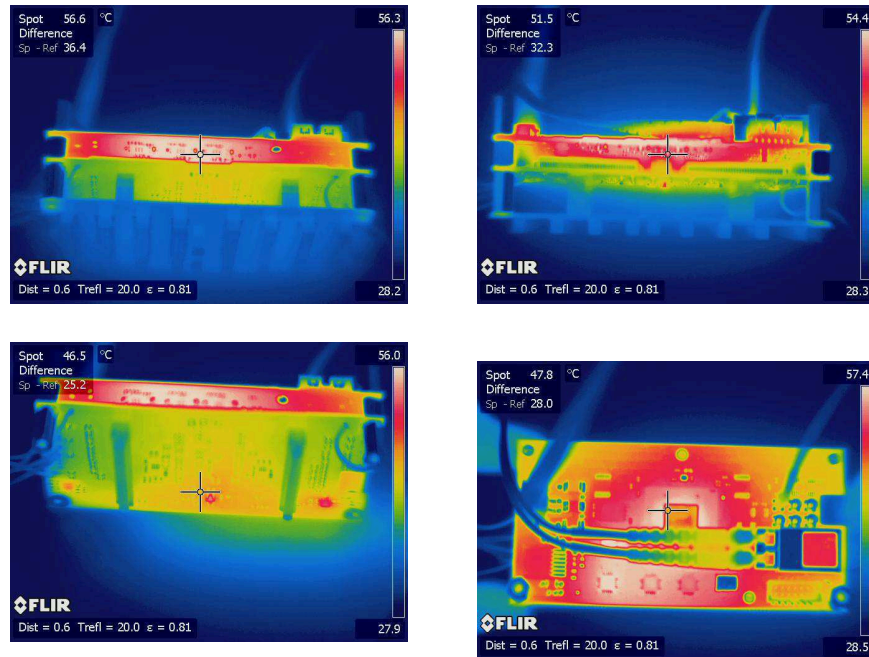 Spot 56.6 °C 56.3
Difference
Sp - Ref 36.4
FLIR
Dist = 0.6 Trefl = 20.0 ε = 0.81 28.2
Spot 51.5 °C 54.4
Difference
Sp - Ref 32.3
FLIR
Dist = 0.6 Trefl = 20.0 ε = 0.81 28.3
Spot 46.5 °C 56.0
Difference
Sp - Ref 25.2
FLIR
Dist = 0.6 Trefl = 20.0 ε = 0.81 27.9
Spot 47.8 °C 57.4
Difference
Sp - Ref 28.0
FLIR
Dist = 0.6 Trefl = 20.0 ε = 0.81 28.5